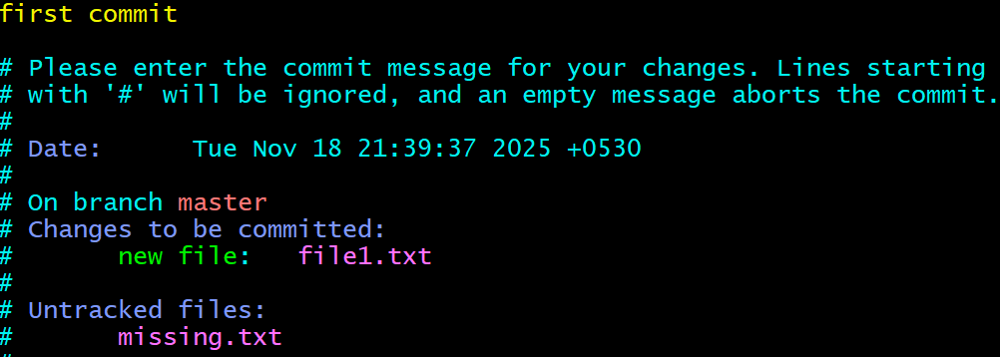 first commit
# Please enter the commit message for your changes. Lines starting
# with '#' will be ignored, and an empty message aborts the commit.
#
# Date:      Tue Nov 18 21:39:37 2025 +0530
#
# On branch master
# Changes to be committed:
#       new file:   file1.txt
#
# Untracked files:
#       missing.txt
#